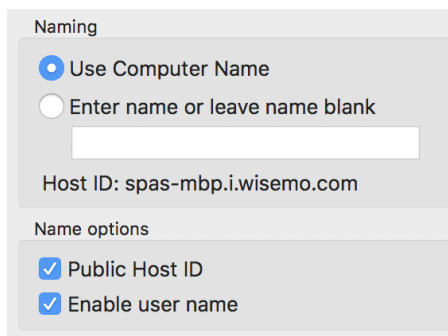 Naming
Use Computer Name
Enter name or leave name blank
Host ID: spas-mbp.i.wisemo.com
Name options
Public Host ID
Enable user name